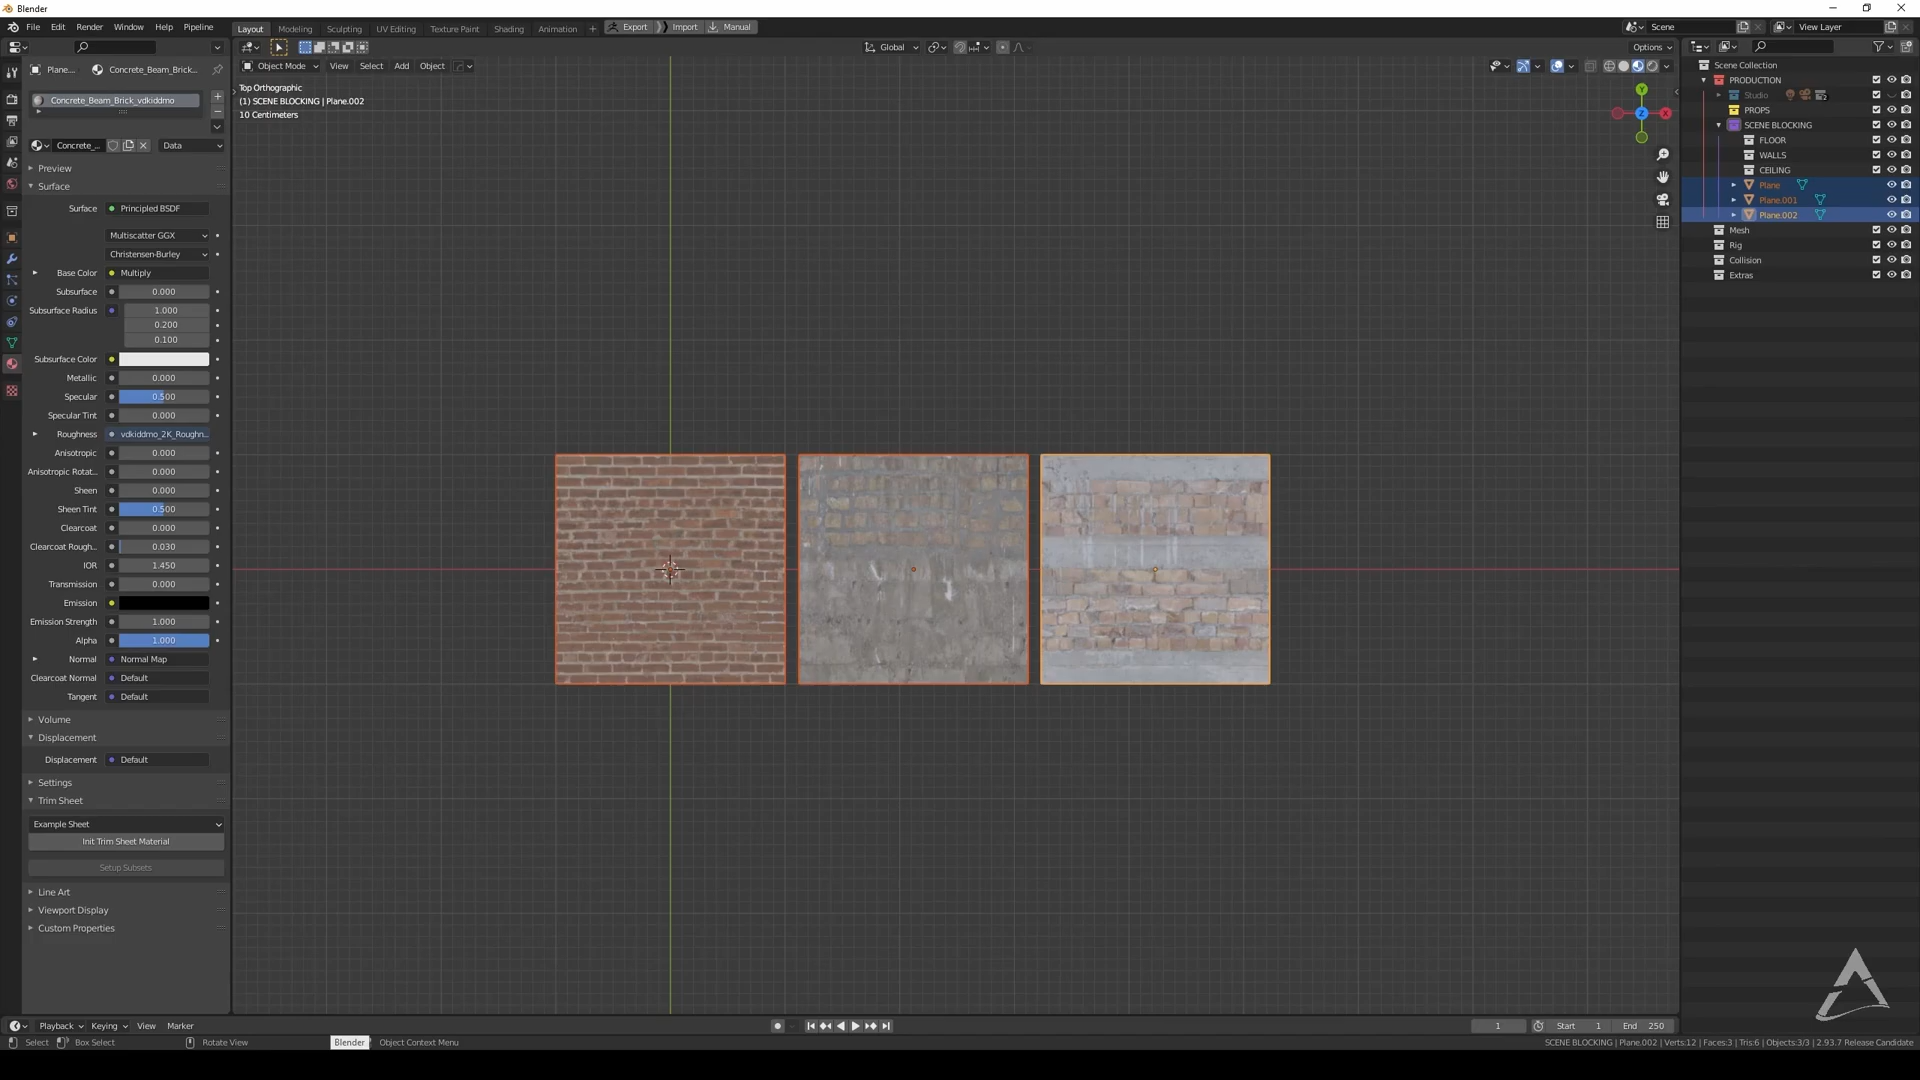 Blender
File Edit Render Window Help Pipeline
Layout Modeling Sculpting UV Editing Texture Paint Shading Animation + Export Import Manual
Scene View Layer
Global
Options
Plane... Concrete_Beam_Brick...
Object Mode View Select Add Object
Scene Collection
PRODUCTION
Studio
PROPS
SCENE BLOCKING
FLOOR
WALLS
CEILING
Plane
Plane.001
Plane.002
Mesh
Rig
Collision
Extras
Top Orthographic
(1) SCENE BLOCKING | Plane.002
10 Centimeters
Y
Z
X
Concrete_Beam_Brick_vdkiddmo
Concrete_... Data
Preview
Surface
Surface Principled BSDF
Multiscatter GGX
Christensen-Burley
Base Color Multiply
Subsurface 0.000
Subsurface Radius 1.000
0.200
0.100
Subsurface Color
Metallic 0.000
Specular 0.500
Specular Tint 0.000
Roughness vdkiddmo_2K_Roughn...
Anisotropic 0.000
Anisotropic Rotat... 0.000
Sheen 0.000
Sheen Tint 0.500
Clearcoat 0.000
Clearcoat Rough... 0.030
IOR 1.450
Transmission 0.000
Emission
Emission Strength 1.000
Alpha 1.000
Normal Normal Map
Clearcoat Normal Default
Tangent Default
Volume
Displacement
Displacement Default
Settings
Trim Sheet
Example Sheet
Init Trim Sheet Material
Setup Subsets
Line Art
Viewport Display
Custom Properties
Playback Keying View Marker
1 Start 1 End 250
Select Box Select Rotate View Blender Object Context Menu
SCENE BLOCKING | Plane.002 | Verts:12 | Faces:3 | Tris:6 | Objects:3/3 | 2.93.7 Release Candidate